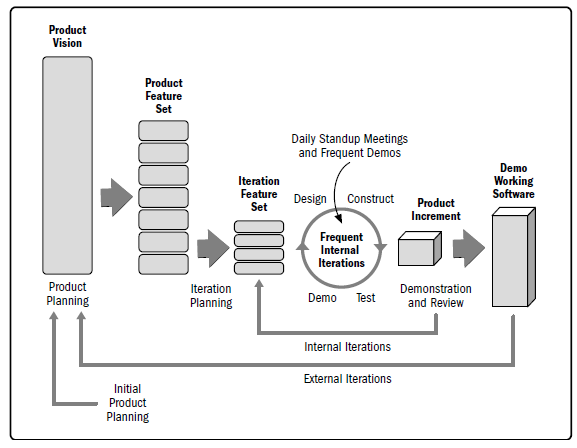 Product
Vision
Product
Feature
Set
Daily Standup Meetings
and Frequent Demos
Iteration
Feature
Set
Design
Construct
Frequent
Internal
Iterations
Demo
Test
Product
Increment
Demo
Working
Software
Product
Planning
Iteration
Planning
Demonstration
and Review
Internal Iterations
External Iterations
Initial
Product
Planning